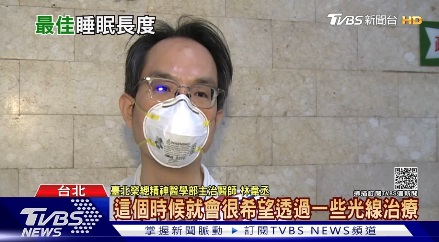 TVBS 新聞台 HD
最佳睡眠長度
臺北榮總精神醫學部主治醫師 林韋丞
台北
這個時候就會很希望透過一些光線治療
TVBS NEWS
掌握新聞脈動 ▸ 訂閱TVBS NEWS頻道